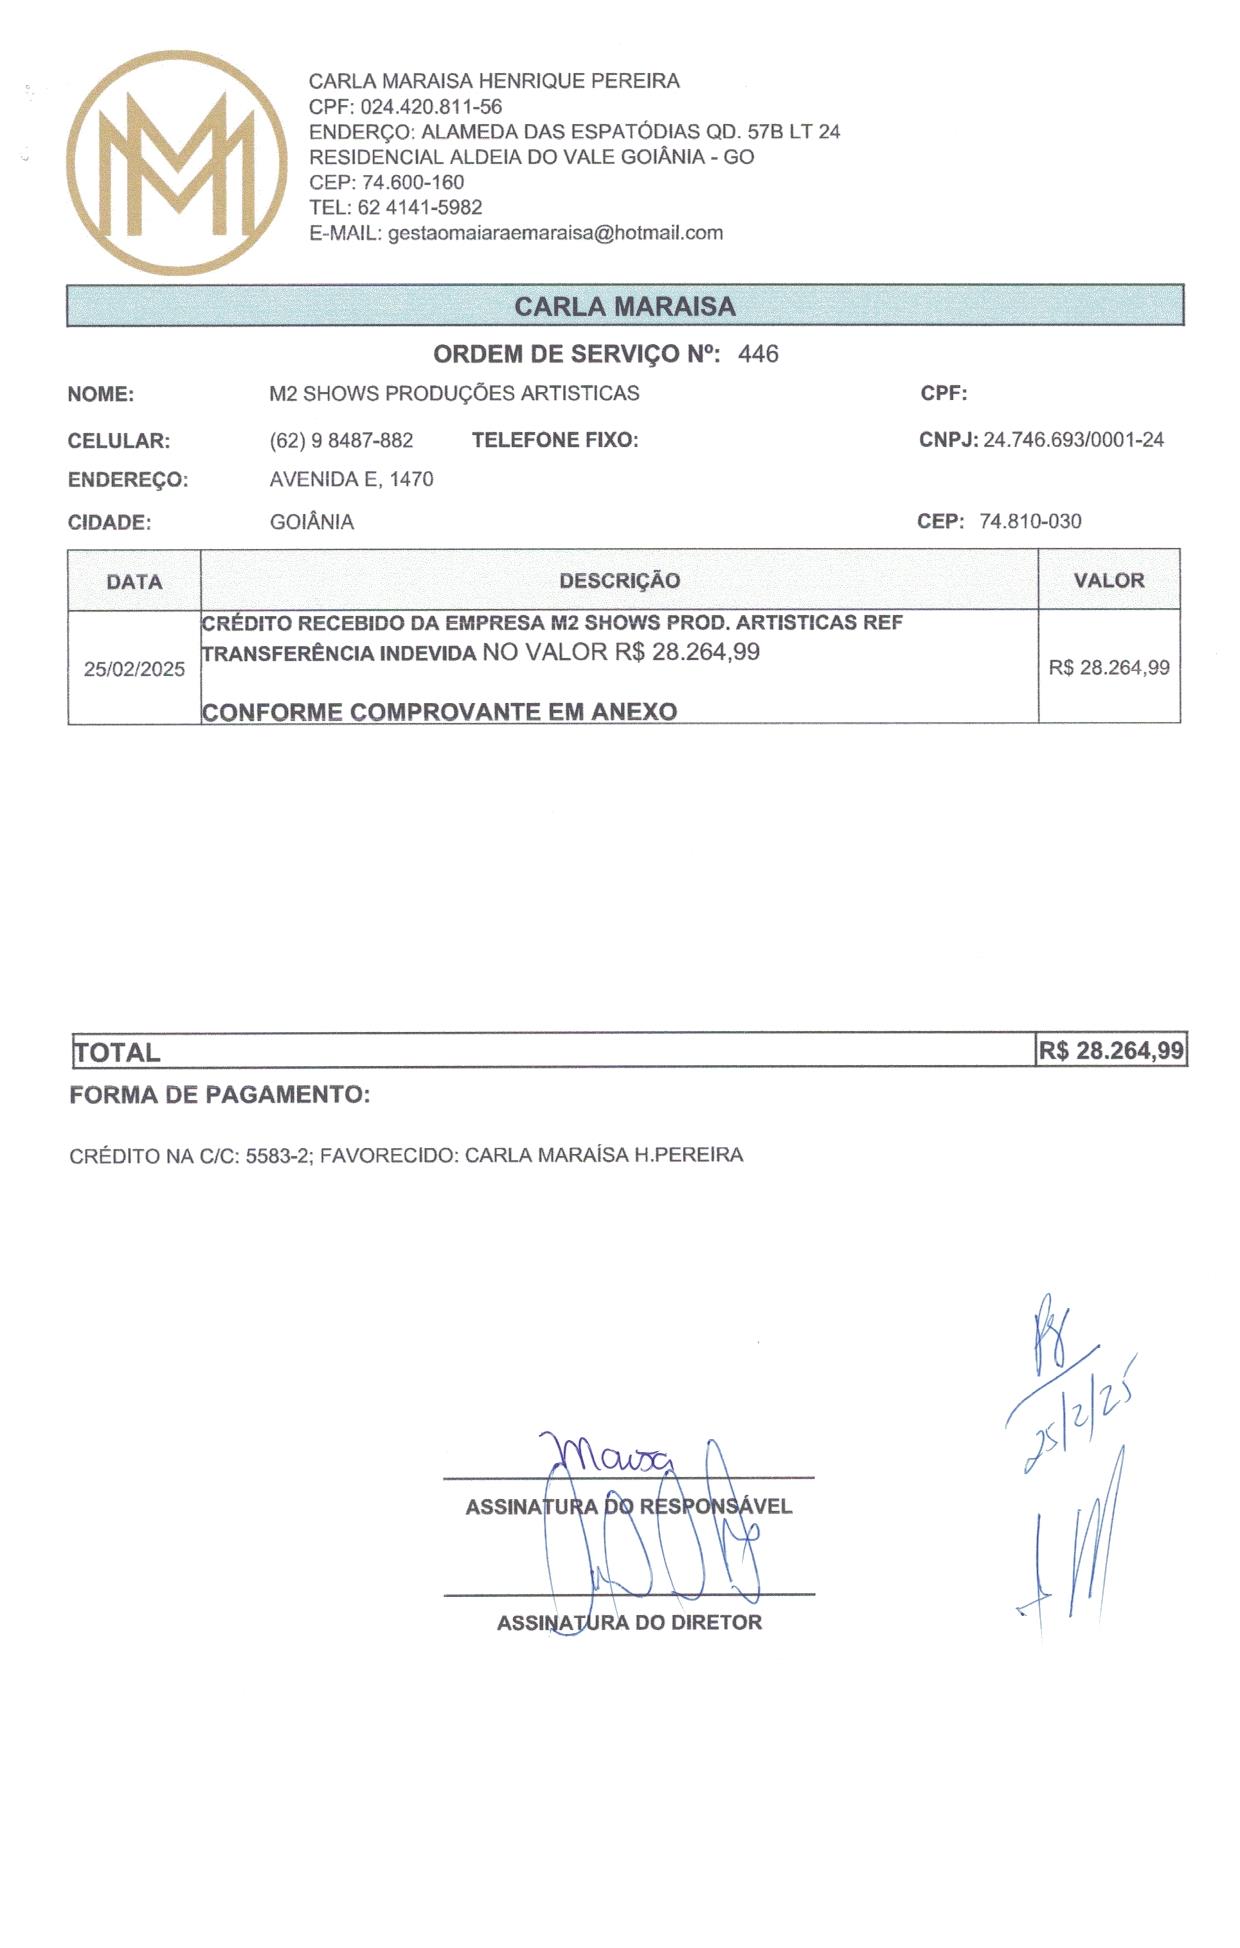 CARLA MARAISA HENRIQUE PEREIRA
CPF: 024.420.811-56
ENDERÇO: ALAMEDA DAS ESPATÓDIAS QD. 57B LT 24
RESIDENCIAL ALDEIA DO VALE GOIÂNIA - GO
CEP: 74.600-160
TEL: 62 4141-5982
E-MAIL: gestaomaiaraemaraisa@hotmail.com
CARLA MARAISA
ORDEM DE SERVIÇO Nº: 446
NOME: M2 SHOWS PRODUÇÕES ARTISTICAS CPF:
CELULAR: (62) 9 8487-882 TELEFONE FIXO: CNPJ: 24.746.693/0001-24
ENDEREÇO: AVENIDA E, 1470
CIDADE: GOIÂNIA CEP: 74.810-030
DATA DESCRIÇÃO VALOR
CRÉDITO RECEBIDO DA EMPRESA M2 SHOWS PROD. ARTISTICAS REF
TRANSFERÊNCIA INDEVIDA NO VALOR R$ 28.264,99
25/02/2025 R$ 28.264,99
CONFORME COMPROVANTE EM ANEXO
TOTAL R$ 28.264,99
FORMA DE PAGAMENTO:
CRÉDITO NA C/C: 5583-2; FAVORECIDO: CARLA MARAÍSA H.PEREIRA
Pg
25/2/25
ASSINATURA DO RESPONSÁVEL
ASSINATURA DO DIRETOR